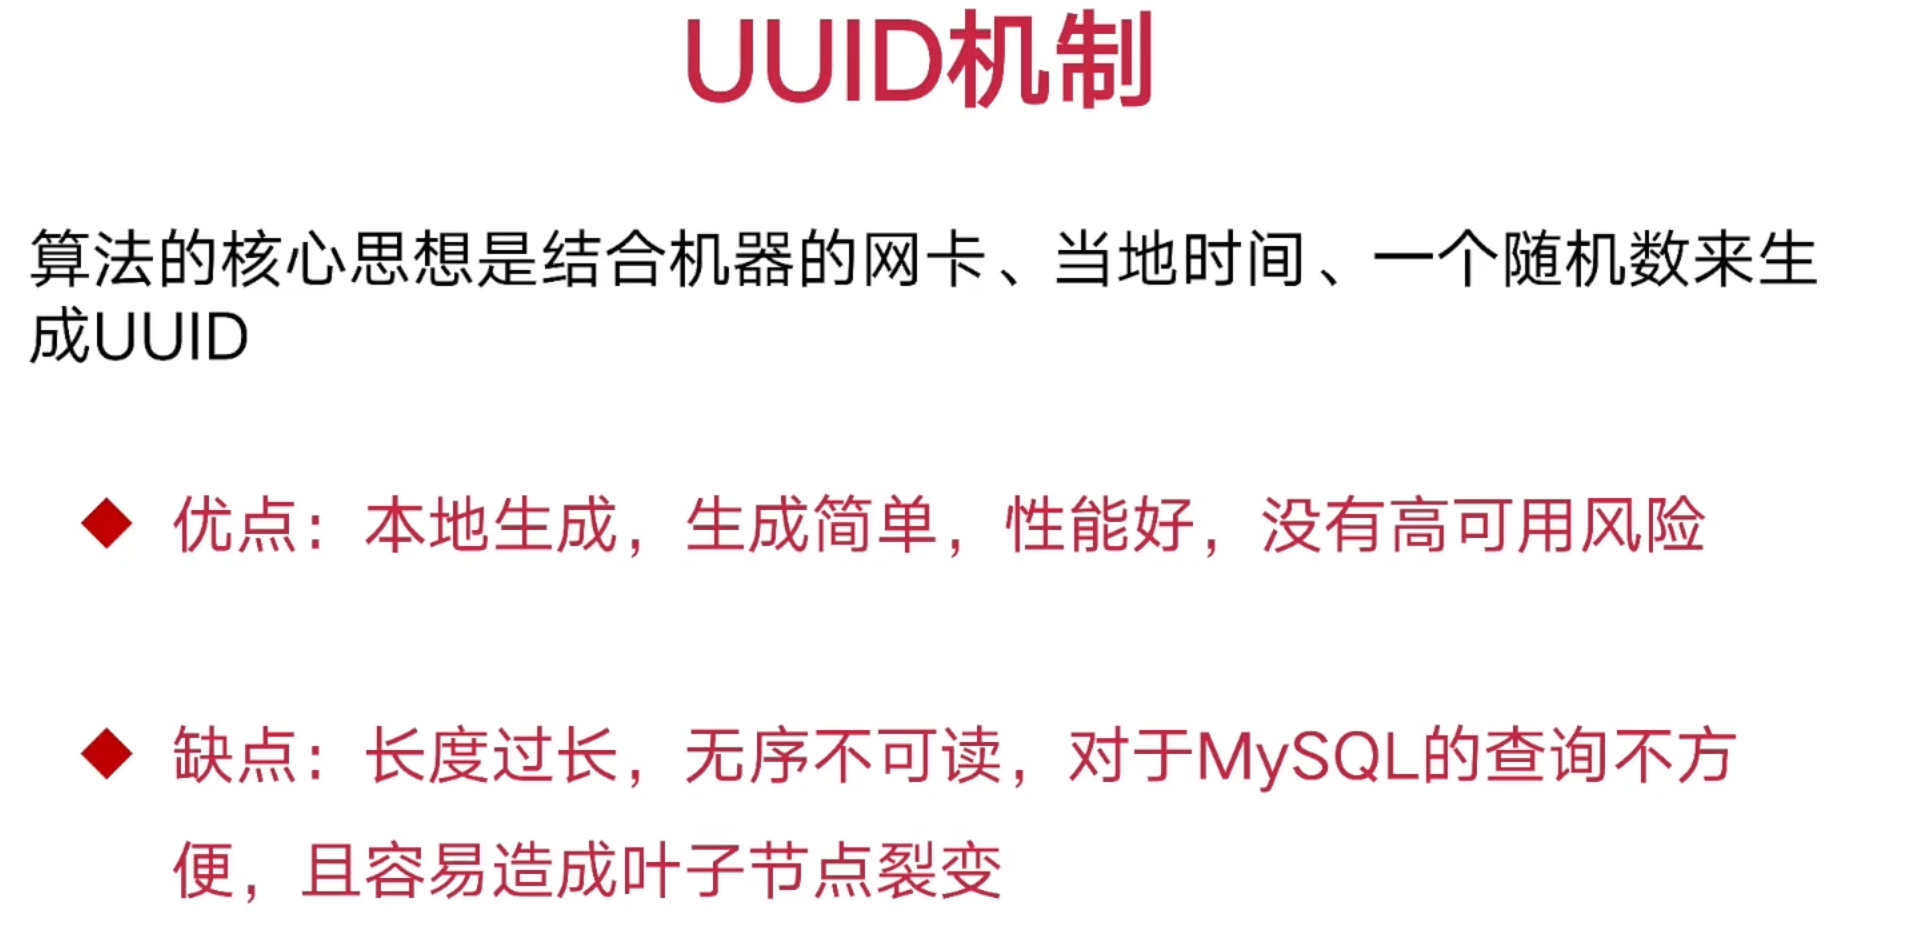 UUID机制
算法的核心思想是结合机器的网卡、当地时间、一个随机数来生
成UUID
优点：本地生成，生成简单，性能好，没有高可用风险
缺点：长度过长，无序不可读，对于MySQL的查询不方
便，且容易造成叶子节点裂变